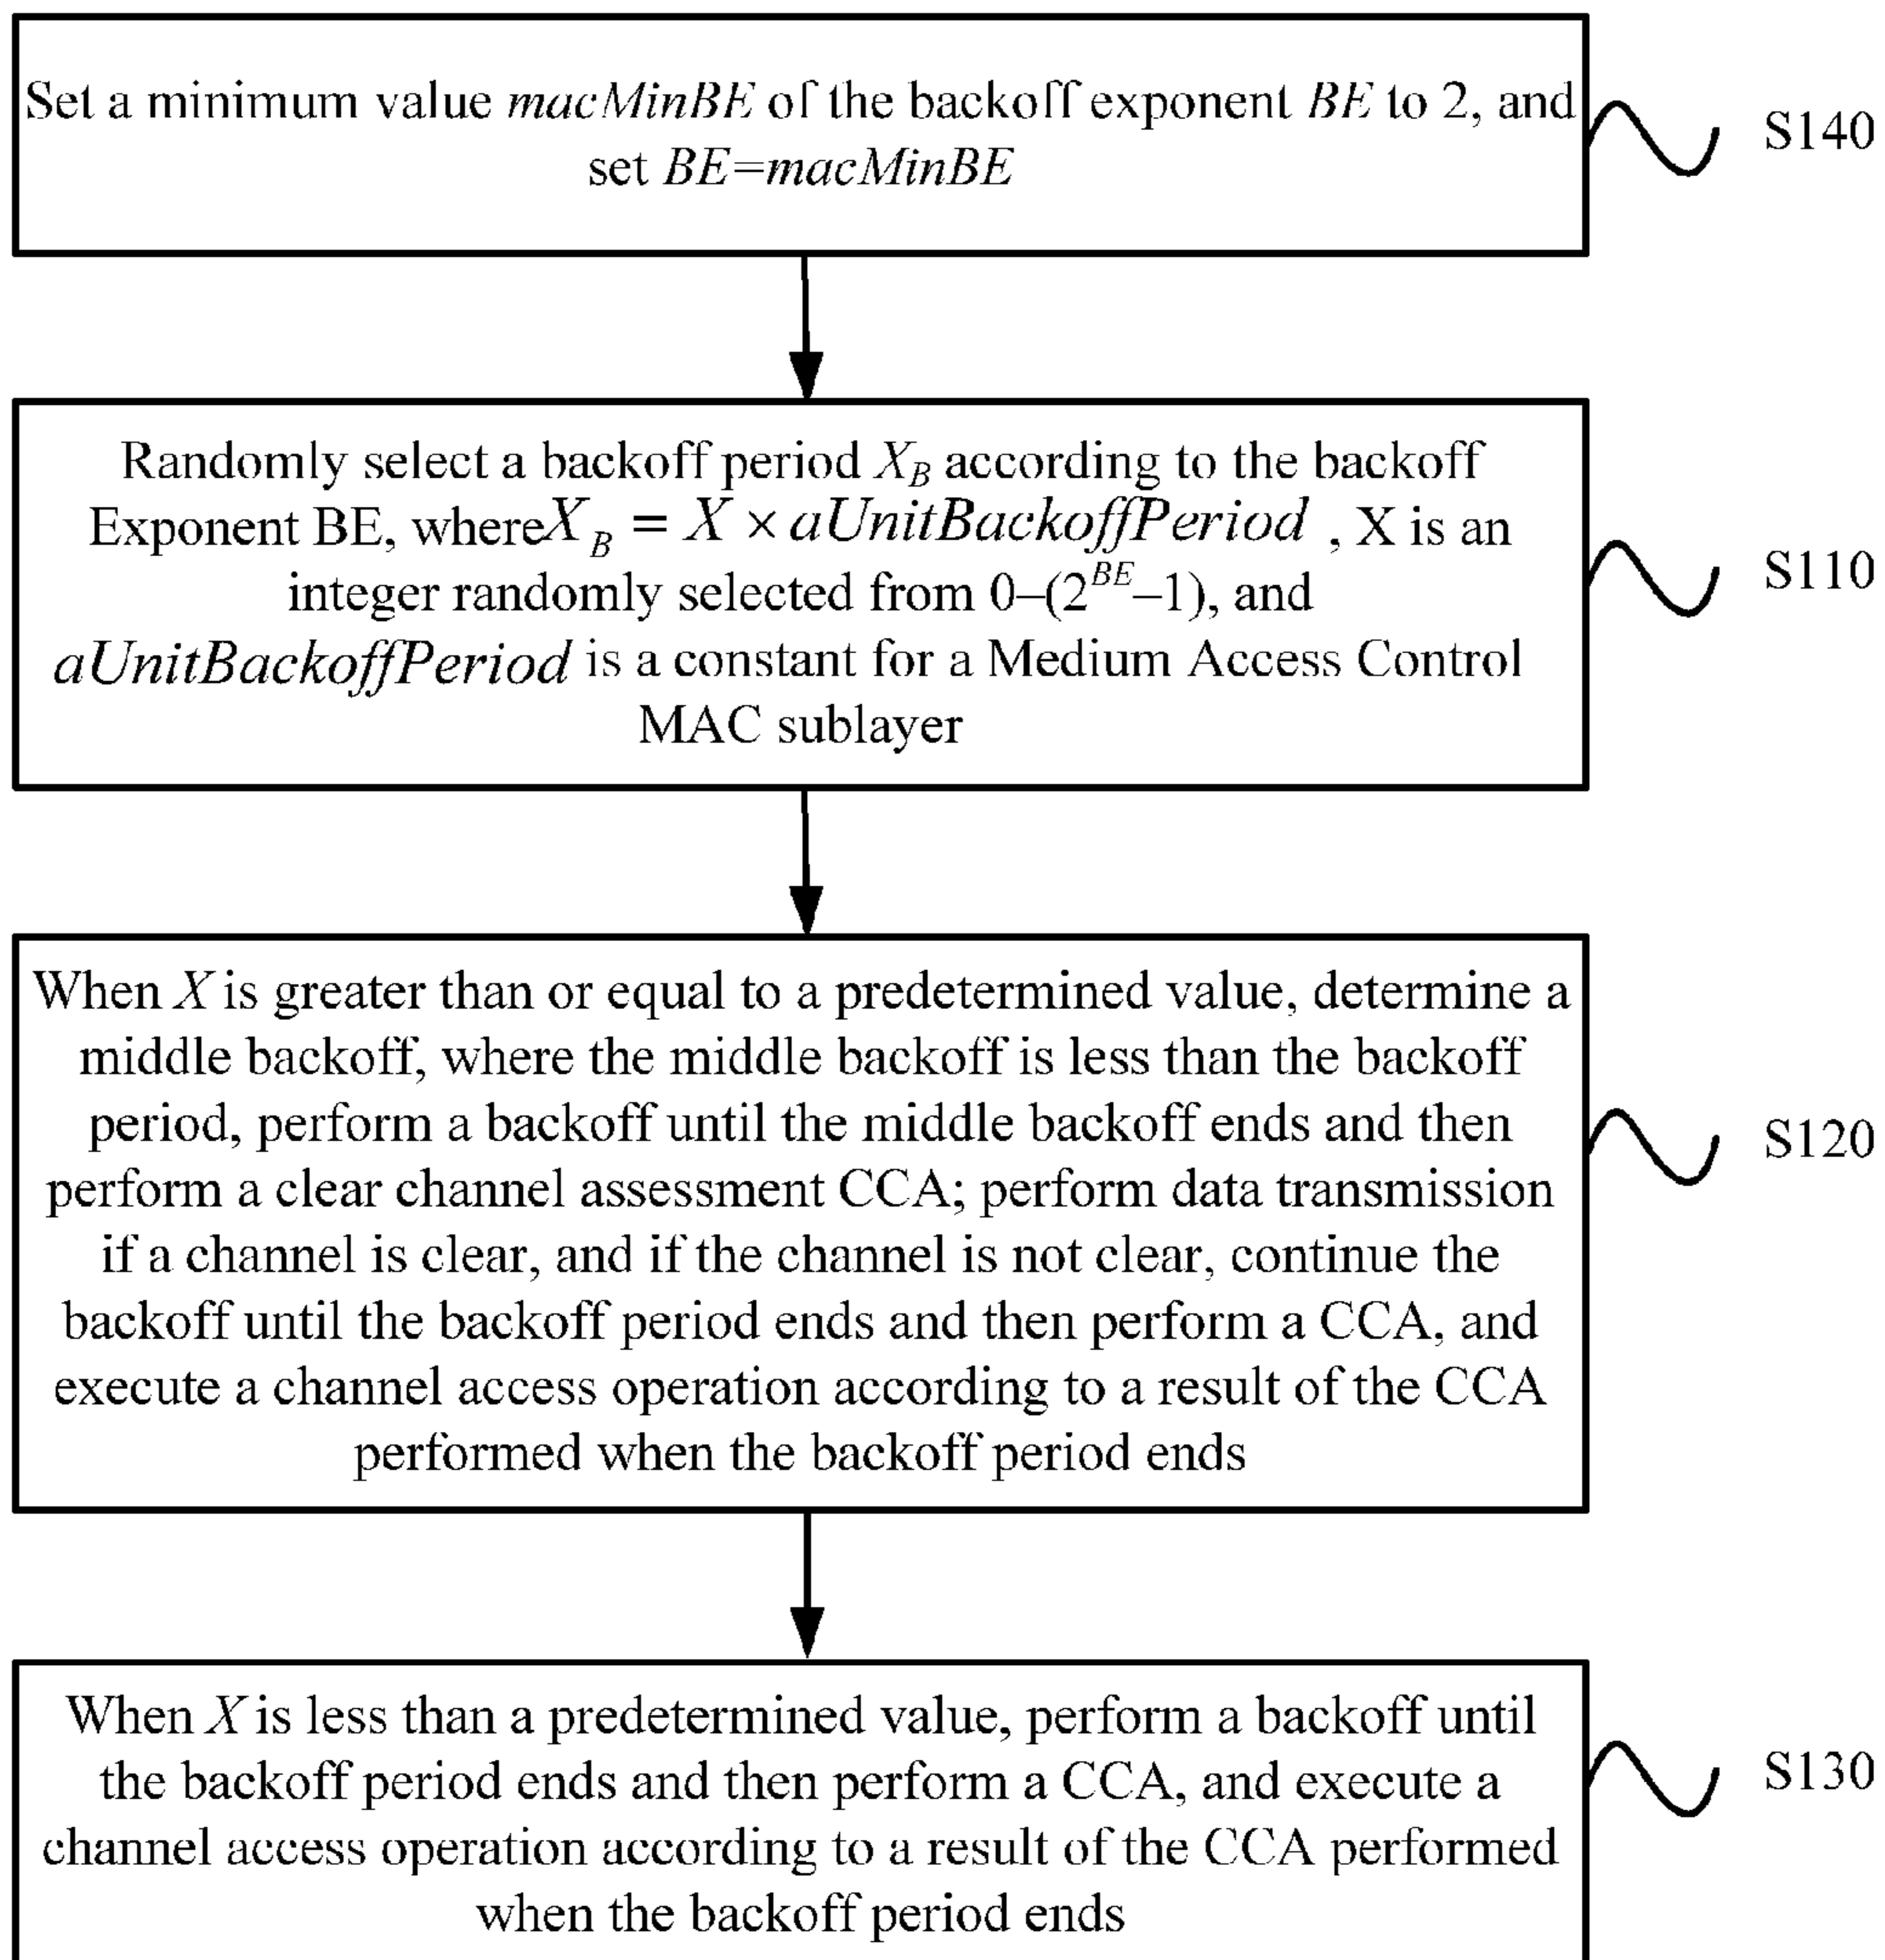 Set a minimum value macMinBE of the backoff exponent BE to 2, and
set BE=macMinBE
S140
Randomly select a backoff period X_B according to the backoff
Exponent BE, whereX_B = X × aUnitBackoffPeriod , X is an
integer randomly selected from 0–(2^BE–1), and
aUnitBackoffPeriod is a constant for a Medium Access Control
MAC sublayer
S110
When X is greater than or equal to a predetermined value, determine a
middle backoff, where the middle backoff is less than the backoff
period, perform a backoff until the middle backoff ends and then
perform a clear channel assessment CCA; perform data transmission
if a channel is clear, and if the channel is not clear, continue the
backoff until the backoff period ends and then perform a CCA, and
execute a channel access operation according to a result of the CCA
performed when the backoff period ends
S120
When X is less than a predetermined value, perform a backoff until
the backoff period ends and then perform a CCA, and execute a
channel access operation according to a result of the CCA performed
when the backoff period ends
S130